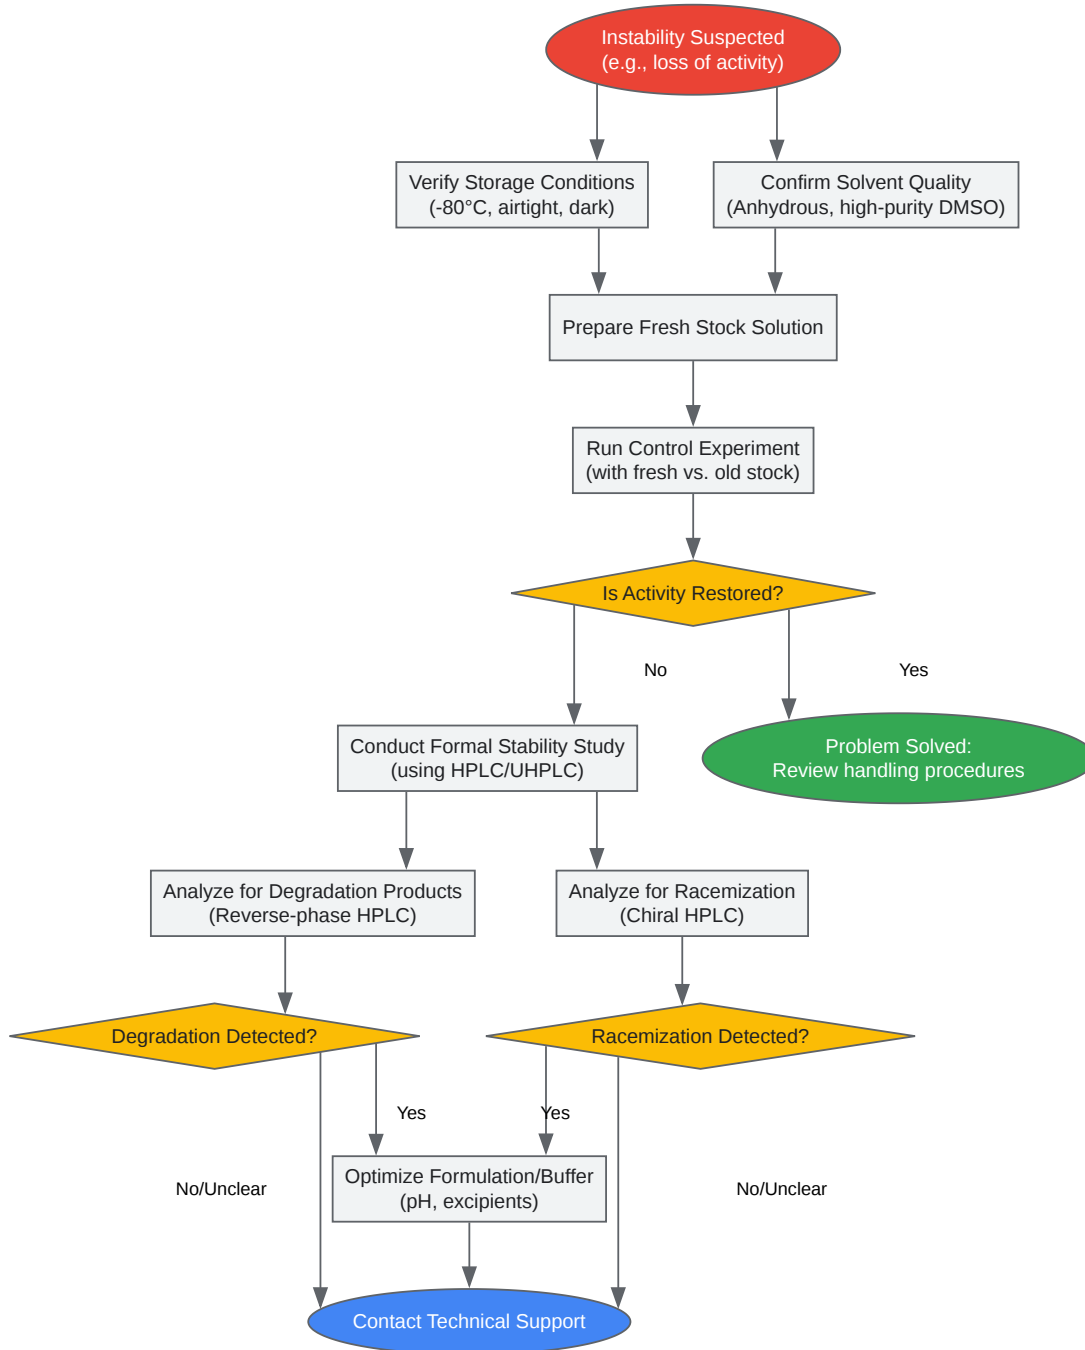 Instability Suspected
(e.g., loss of activity)
Verify Storage Conditions
(-80°C, airtight, dark)
Confirm Solvent Quality
(Anhydrous, high-purity DMSO)
Prepare Fresh Stock Solution
Run Control Experiment
(with fresh vs. old stock)
Is Activity Restored?
No
Yes
Conduct Formal Stability Study
(using HPLC/UHPLC)
Problem Solved:
Review handling procedures
Analyze for Degradation Products
(Reverse-phase HPLC)
Analyze for Racemization
(Chiral HPLC)
Degradation Detected?
Racemization Detected?
Yes
Yes
No/Unclear
Optimize Formulation/Buffer
(pH, excipients)
No/Unclear
Contact Technical Support